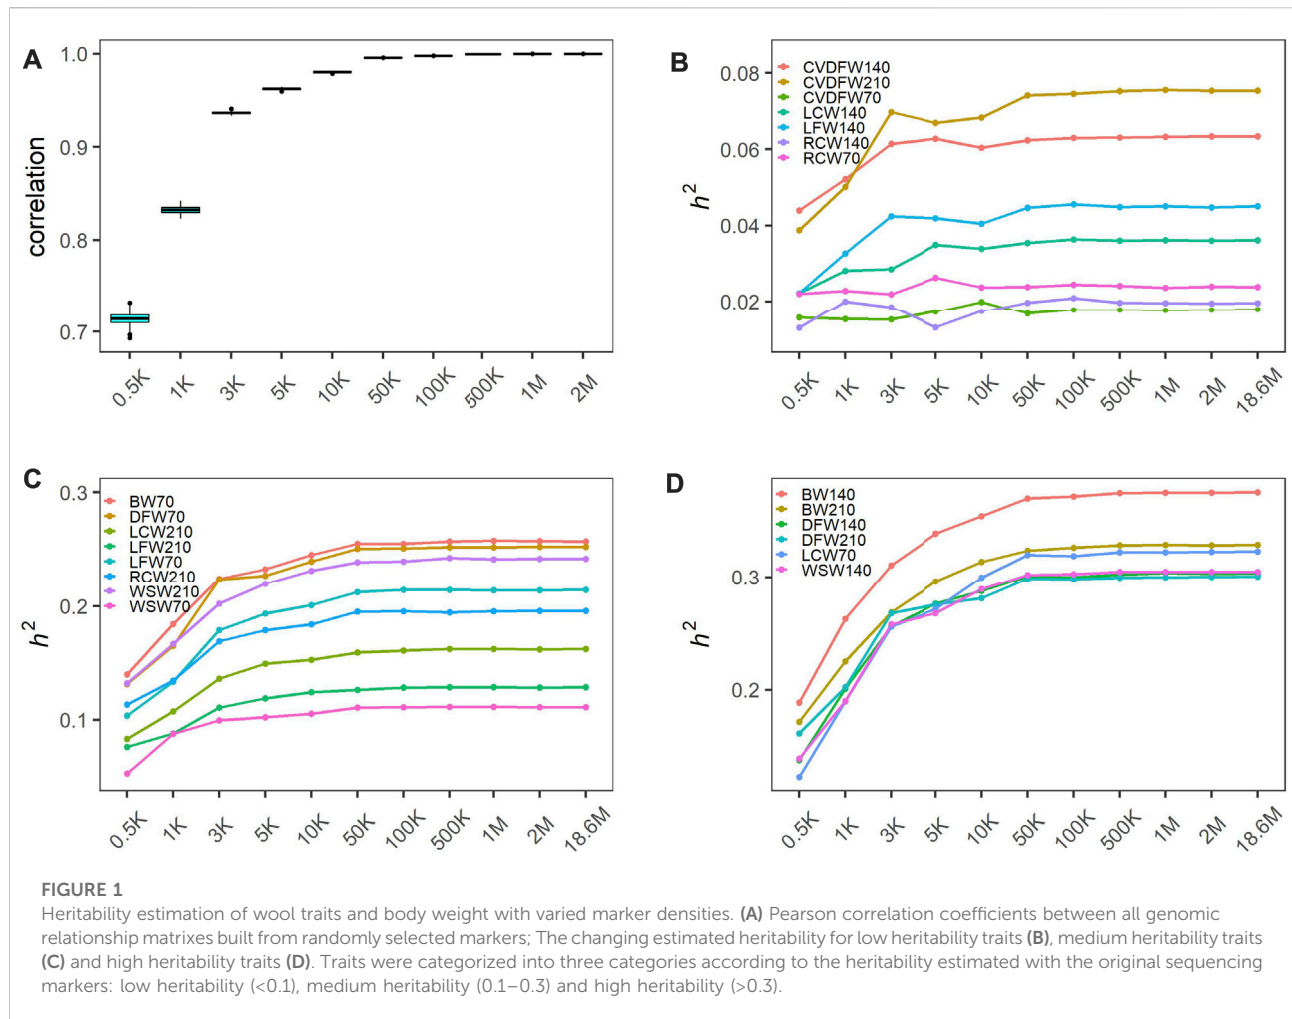 A
correlation
1.0
0.9
0.8
0.7
0.5K
1K
3K
5K
10K
50K
100K
500K
1M
2M
B
h²
0.08
0.06
0.04
0.02
CVDFW140
CVDFW210
CVDFW70
LCW140
LFW140
RCW140
RCW70
0.5K
1K
3K
5K
10K
50K
100K
500K
1M
2M
18.6M
C
h²
0.3
0.2
0.1
BW70
DFW70
LCW210
LFW210
LFW70
RCW210
WSW210
WSW70
0.5K
1K
3K
5K
10K
50K
100K
500K
1M
2M
18.6M
D
h²
0.3
0.2
BW140
BW210
DFW140
DFW210
LCW70
WSW140
0.5K
1K
3K
5K
10K
50K
100K
500K
1M
2M
18.6M
FIGURE 1
Heritability estimation of wool traits and body weight with varied marker densities. (A) Pearson correlation coefficients between all genomic
relationship matrixes built from randomly selected markers; The changing estimated heritability for low heritability traits (B), medium heritability traits
(C) and high heritability traits (D). Traits were categorized into three categories according to the heritability estimated with the original sequencing
markers: low heritability (<0.1), medium heritability (0.1–0.3) and high heritability (>0.3).